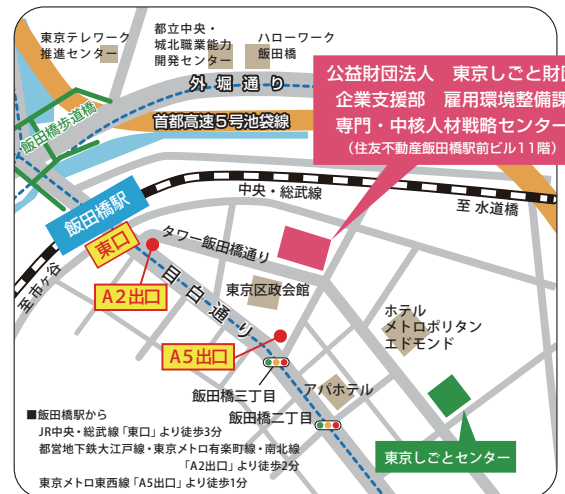 東京テレワーク
推進センター
都立中央・
城北職業能力
開発センター
ハローワーク
飯田橋
公益財団法人　東京しごと財団
企業支援部　雇用環境整備課
専門・中核人材戦略センター
（住友不動産飯田橋駅前ビル11階）
外堀通り
飯田橋歩道橋
首都高速5号池袋線
中央・総武線
至 水道橋
飯田橋駅
東口
タワー飯田橋通り
至市ヶ谷
A2出口
目白通り
東京区政会館
ホテル
メトロポリタン
エドモンド
A5出口
飯田橋三丁目
アパホテル
飯田橋二丁目
東京しごとセンター
■飯田橋駅から
JR中央・総武線「東口」より徒歩3分
都営地下鉄大江戸線・東京メトロ有楽町線・南北線
「A2出口」より徒歩2分
東京メトロ東西線「A5出口」より徒歩1分